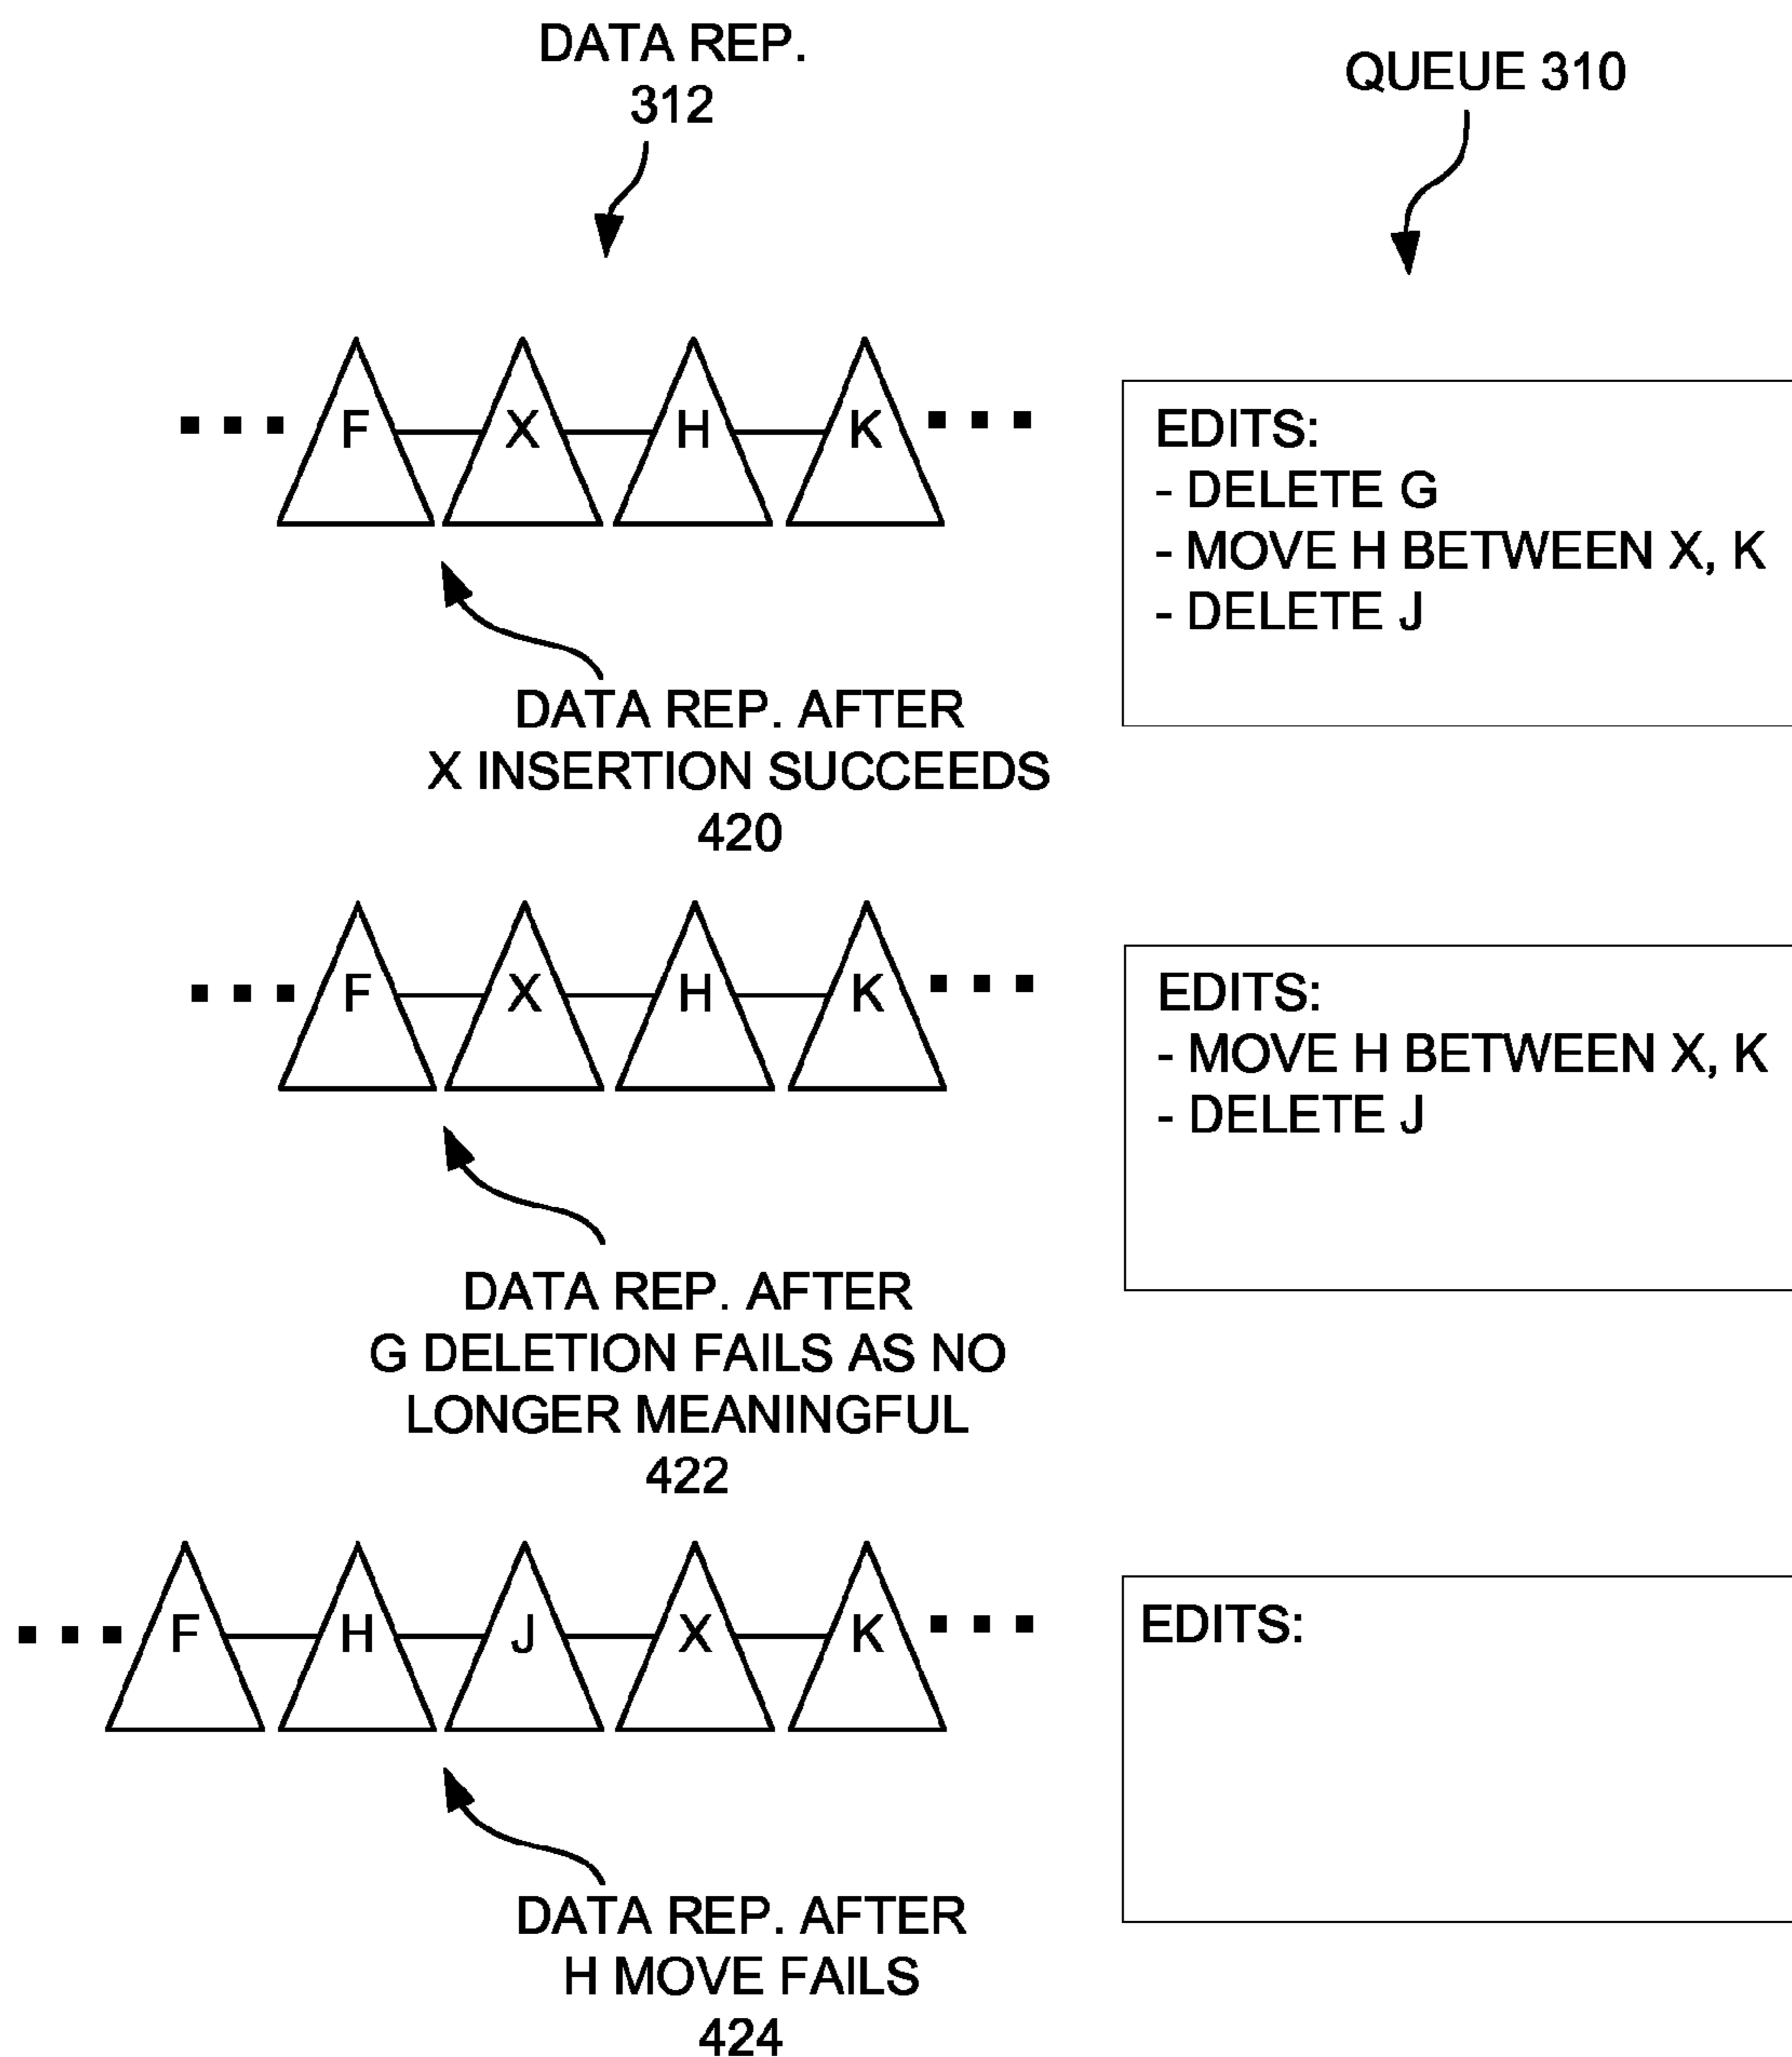 DATA REP.
312
QUEUE 310
F X H K
EDITS:
- DELETE G
- MOVE H BETWEEN X, K
- DELETE J
DATA REP. AFTER
X INSERTION SUCCEEDS
420
F X H K
EDITS:
- MOVE H BETWEEN X, K
- DELETE J
DATA REP. AFTER
G DELETION FAILS AS NO
LONGER MEANINGFUL
422
F H J X K
EDITS:
DATA REP. AFTER
H MOVE FAILS
424